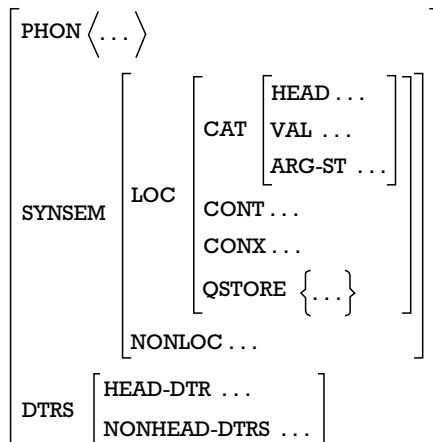 PHON ⟨...⟩
HEAD ...
CAT VAL ...
ARG-ST ...
LOC CONT ...
SYNSEM CONX ...
QSTORE {...}
NONLOC ...
HEAD-DTR ...
DTRS NONHEAD-DTRS ...